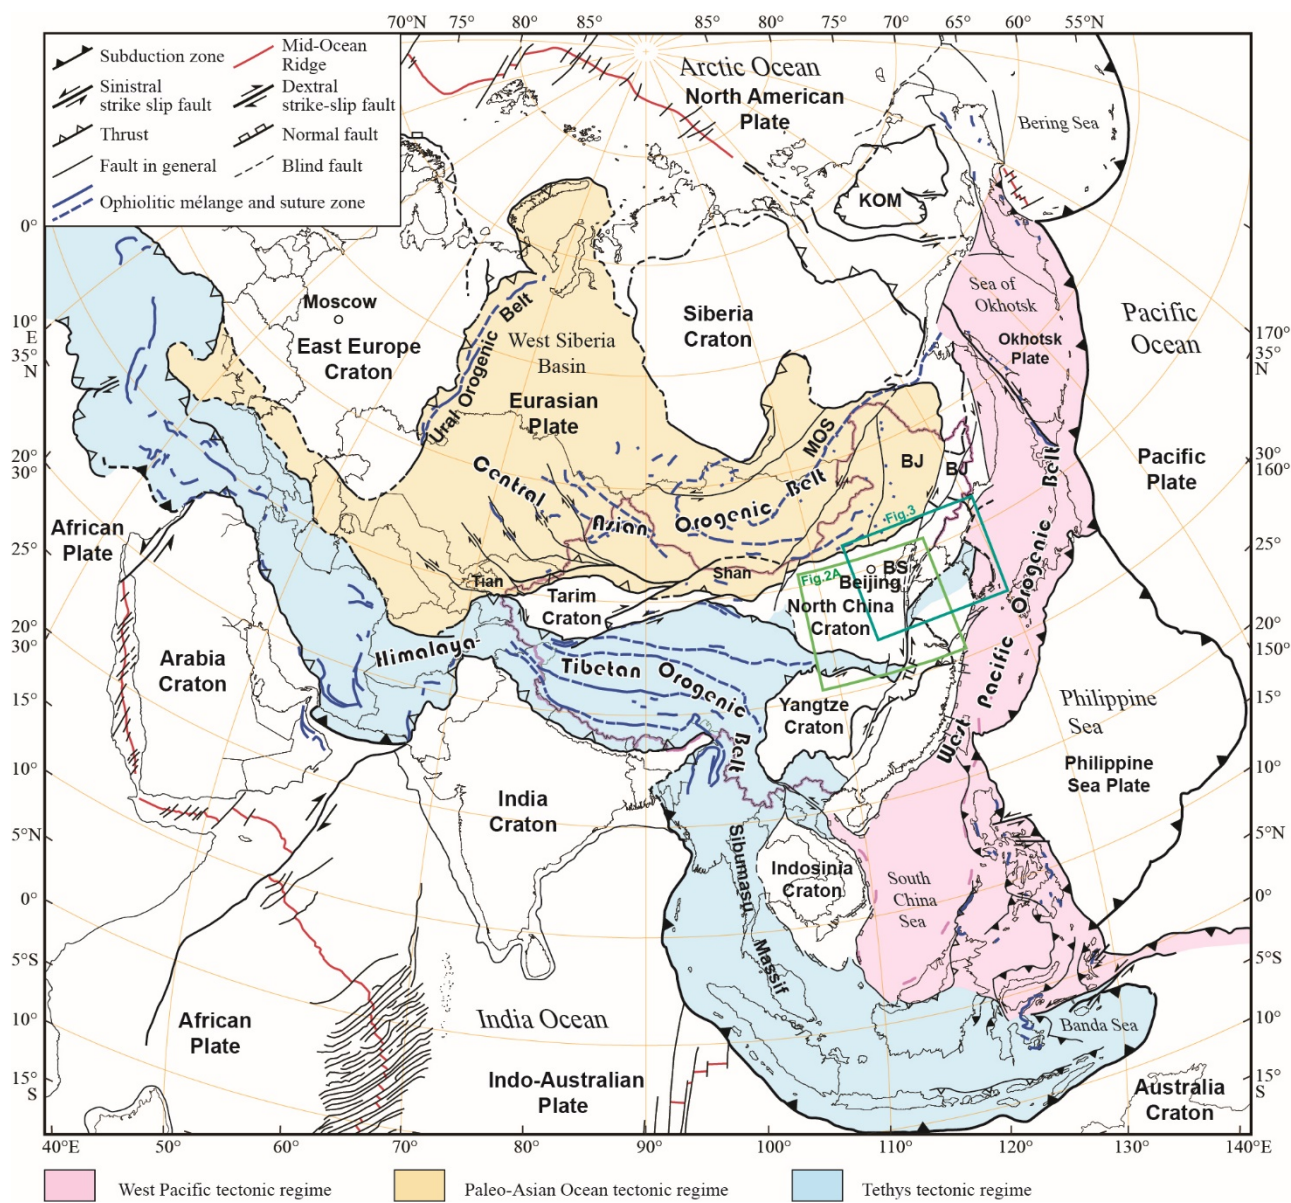 70°N 75° 80° 85° 85° 80° 75° 70° 65° 63° 60° 55°N
Subduction zone
Mid-Ocean
Ridge
Sinistral
strike slip fault
Dextral
strike-slip fault
Thrust
Normal fault
Fault in general
Blind fault
Ophiolitic mélange and suture zone
Arctic Ocean
North American
Plate
Bering Sea
KOM
0°
10°
E
35°
N
20°
30°
25°
20°
30°
15°
10°
5°N
0°
5°S
10°
15°
S
Moscow
East Europe
Craton
Ural Orogenic Belt
West Siberia
Basin
Eurasian
Plate
Siberia
Craton
Sea of
Okhotsk
Okhotsk
Plate
Pacific
Ocean
170°
35°
N
Pacific
Plate
30°
160°
25°
20°
150°
15°
10°
5°N
0°
5°S
10°
15°
S
MOS
BJ
BJ
Central Asian Orogenic Belt
Fig.3
Fig.2A
BS
Beijing
North China
Craton
Tian
Shan
Tarim
Craton
African
Plate
Arabia
Craton
Himalaya-
Tibetan Orogenic Belt
Yangtze
Craton
West Pacific Orogenic Belt
Philippine
Sea
Philippine
Sea Plate
India
Craton
Sibumasu Massif
Indosinia
Craton
South
China
Sea
Banda Sea
African
Plate
India Ocean
Indo-Australian
Plate
Australia
Craton
40°E 50° 60° 70° 80° 90° 100° 110° 120° 130° 140°E
West Pacific tectonic regime
Paleo-Asian Ocean tectonic regime
Tethys tectonic regime